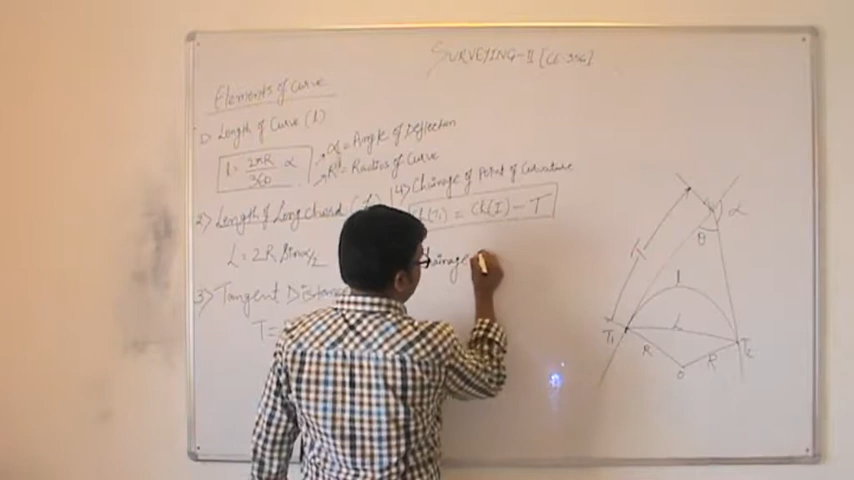 SURVEYING-II [CE-356]
Elements of Curve
1) Length of Curve (l)
l = 2πR/360 α
α = Angle of Deflection
R = Radius of Curve
2) Length of Long chord
L = 2R Sin α/2
3) Tangent Distance
T =
4) Chainage of Point of Curvature
Ch(T₁) = Ch(I) - T
Chainage
α
θ
T
l
L
T₁
T₂
R
R
O